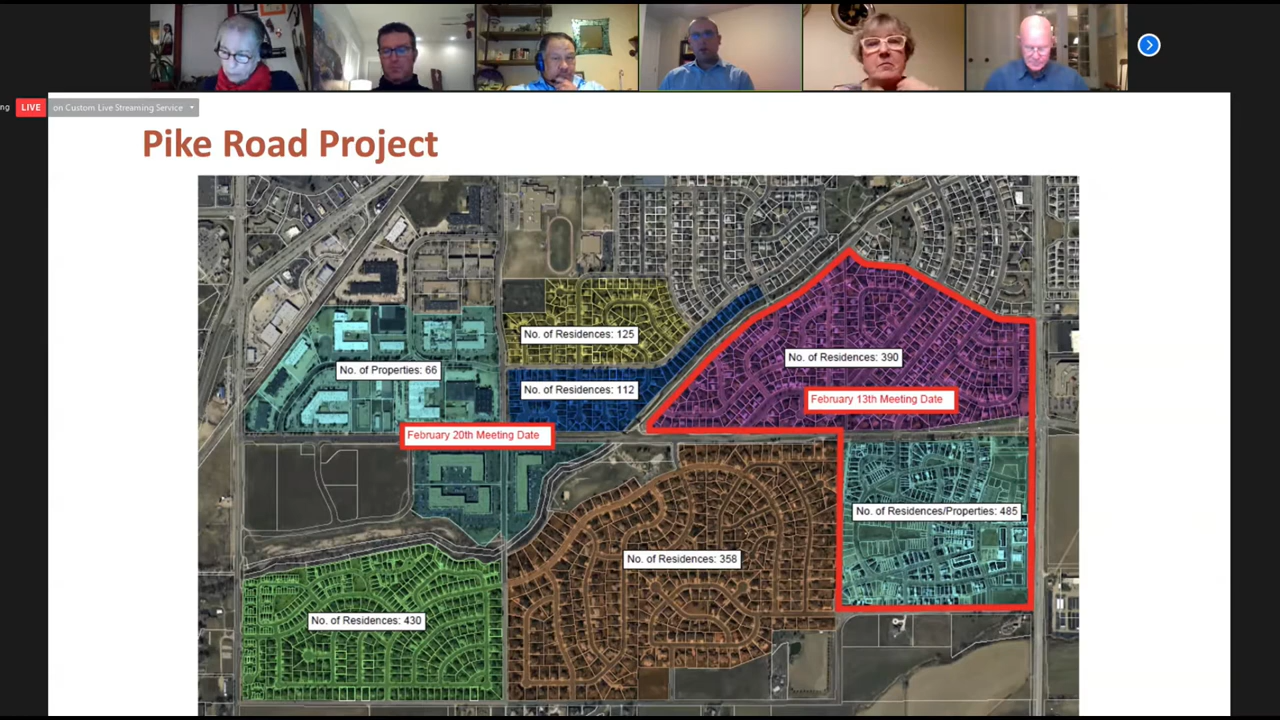 ng
LIVE
on Custom Live Streaming Service
Pike Road Project
No. of Residences: 125
No. of Residences: 390
No. of Properties: 66
No. of Residences: 112
February 13th Meeting Date
February 20th Meeting Date
No. of Residences/Properties: 485
No. of Residences: 358
No. of Residences: 430